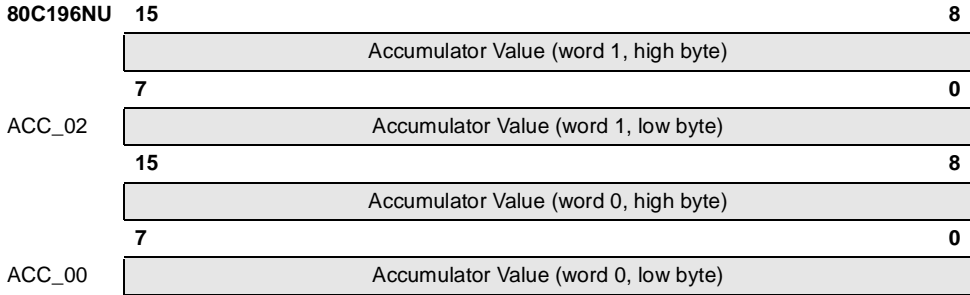 80C196NU 15 8
Accumulator Value (word 1, high byte)
7 0
ACC_02 Accumulator Value (word 1, low byte)
15 8
Accumulator Value (word 0, high byte)
7 0
ACC_00 Accumulator Value (word 0, low byte)